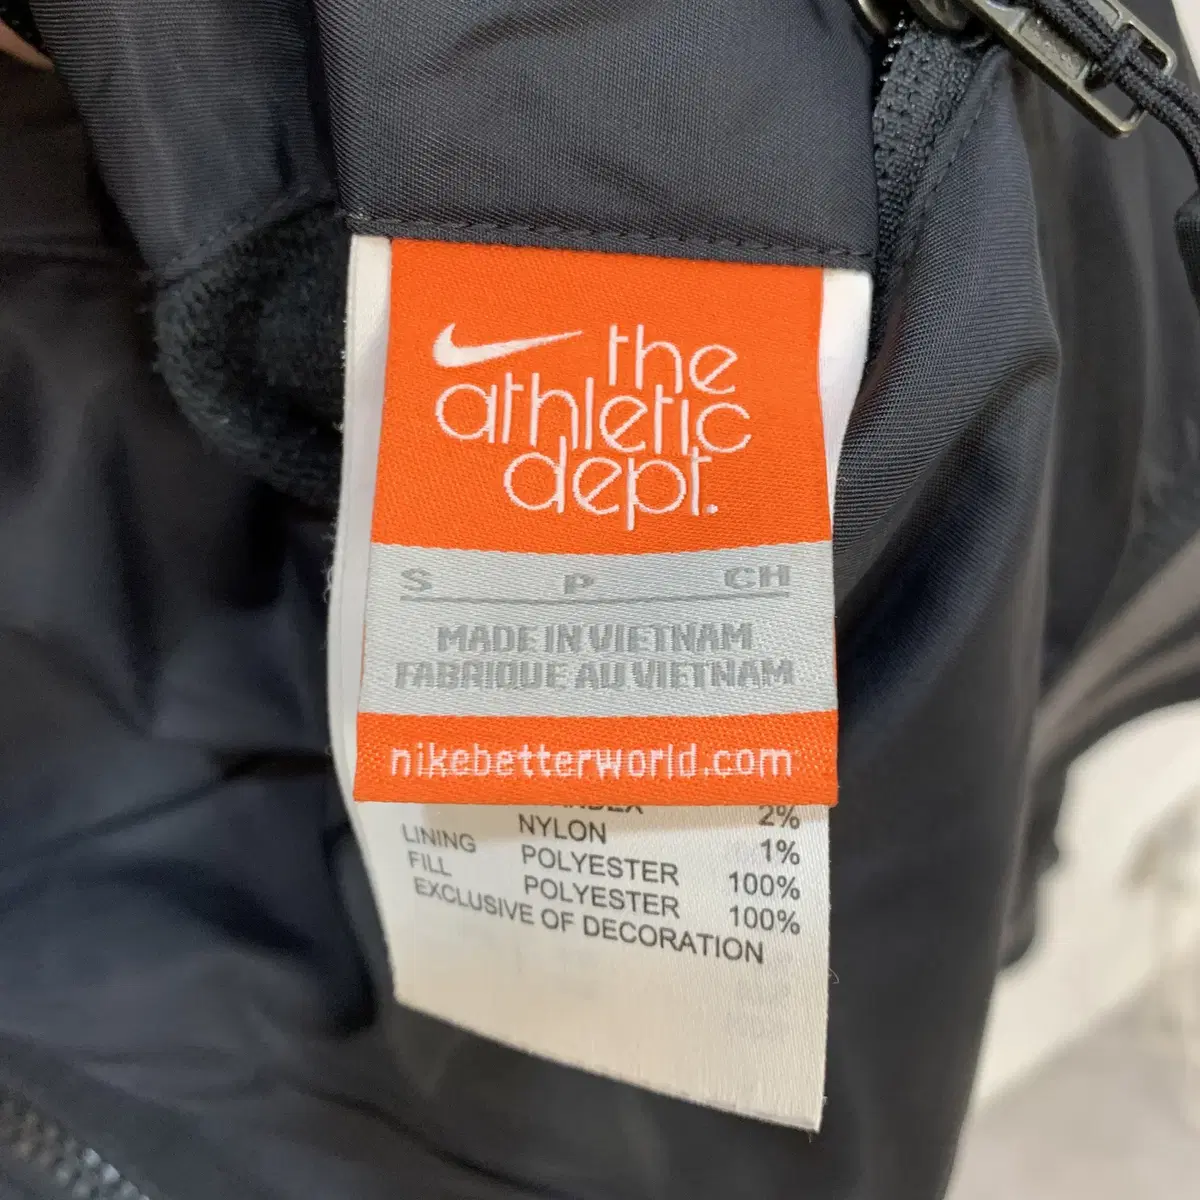 the
athletic
dept.
S P CH
MADE IN VIETNAM
FABRIQUE AU VIETNAM
nikebetterworld.com
2%
NYLON 1%
LINING POLYESTER 100%
FILL POLYESTER 100%
EXCLUSIVE OF DECORATION